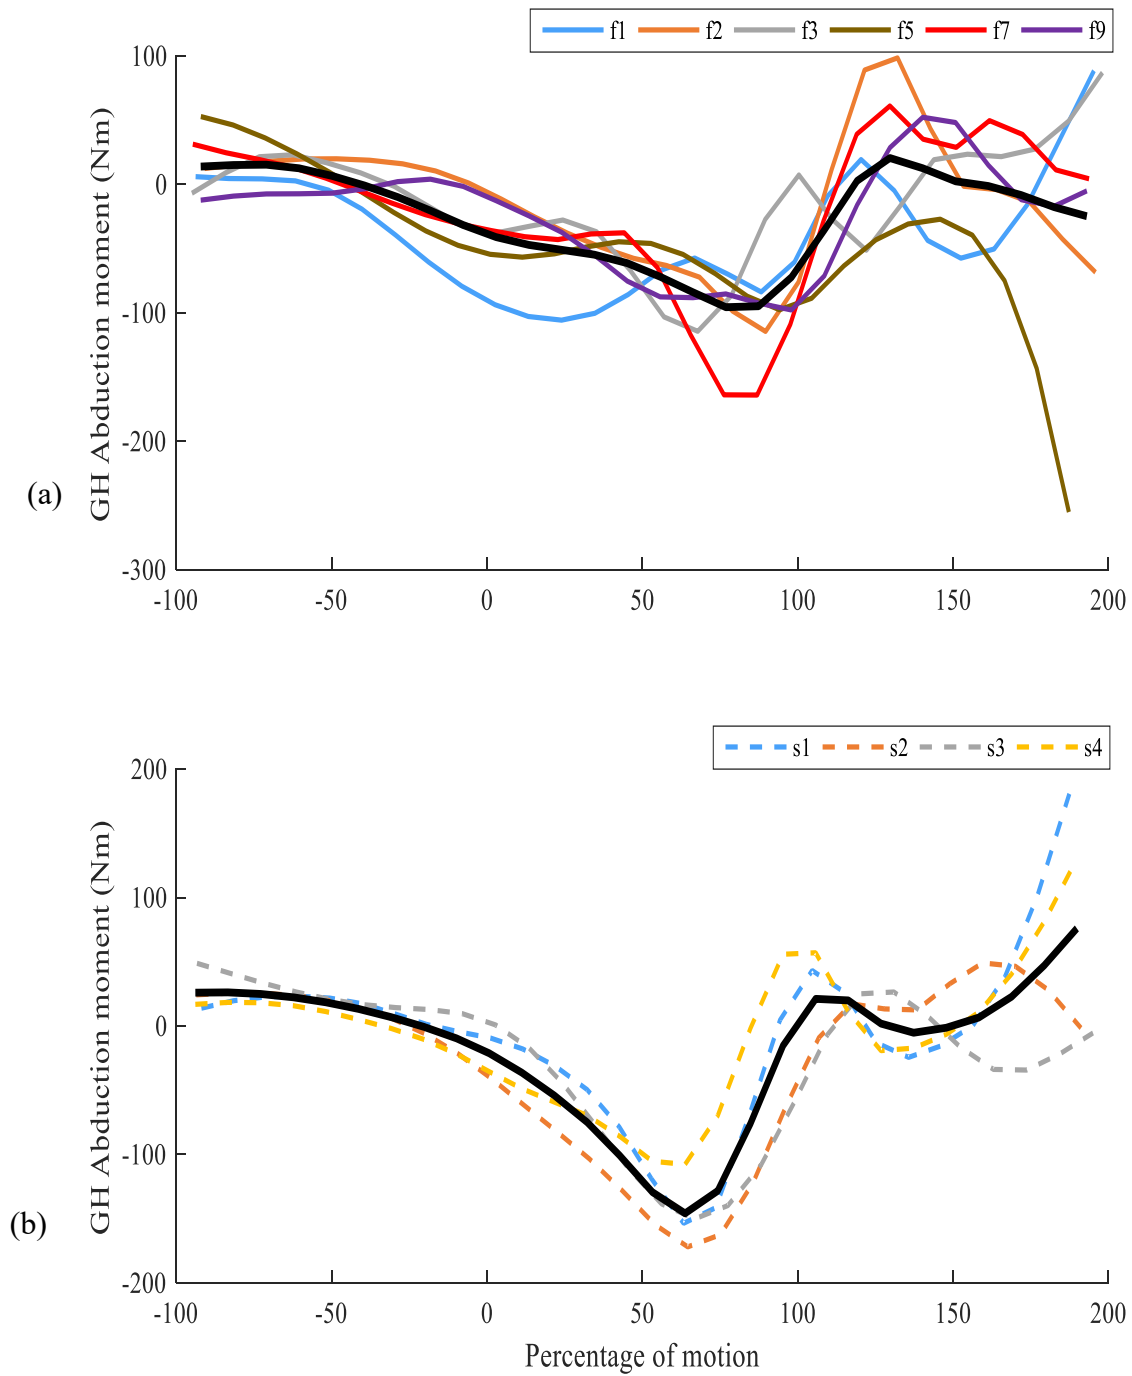 f1 f2 f3 f5 f7 f9
100
0
-100
-200
-300
GH Abduction moment (Nm)
(a)
-100 -50 0 50 100 150 200
s1 s2 s3 s4
200
100
0
-100
-200
GH Abduction moment (Nm)
(b)
-100 -50 0 50 100 150 200
Percentage of motion